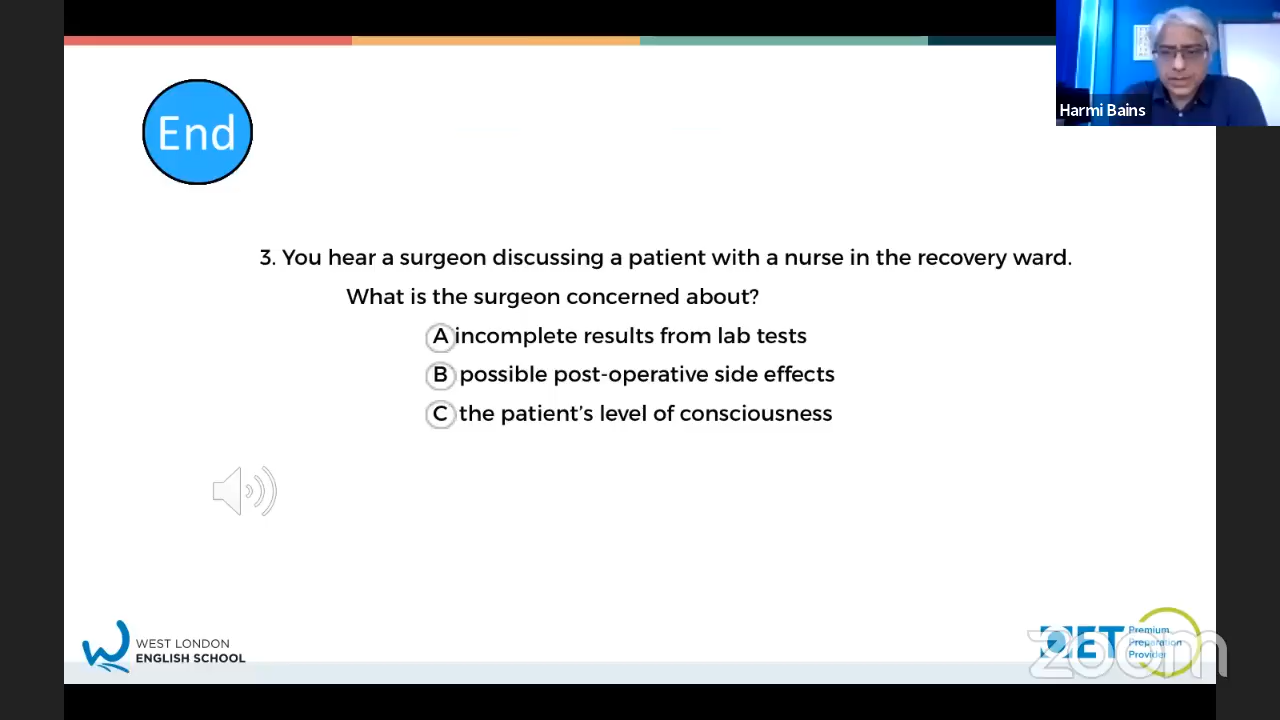 Harmi Bains
End
3. You hear a surgeon discussing a patient with a nurse in the recovery ward.
What is the surgeon concerned about?
A incomplete results from lab tests
B possible post-operative side effects
C the patient's level of consciousness
WEST LONDON
ENGLISH SCHOOL
OET
Premium
Preparation
Provider
zoom